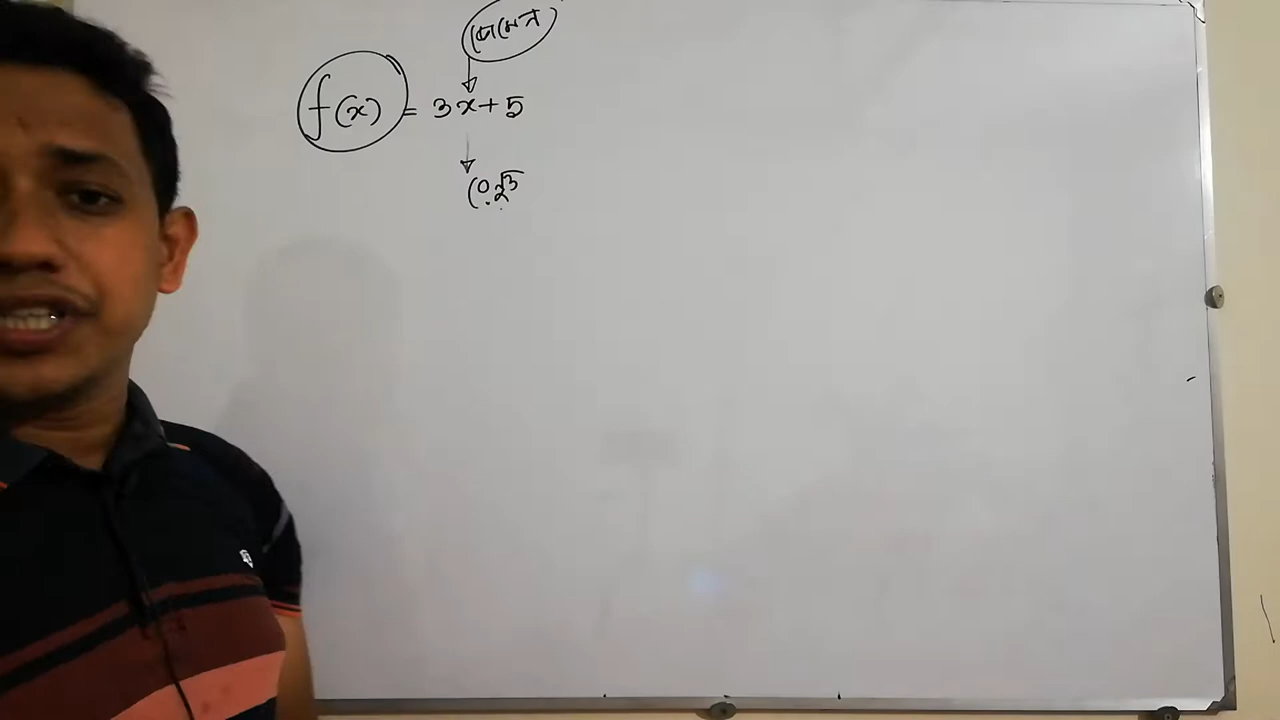 ডোমেন
f(x) = 3x+5